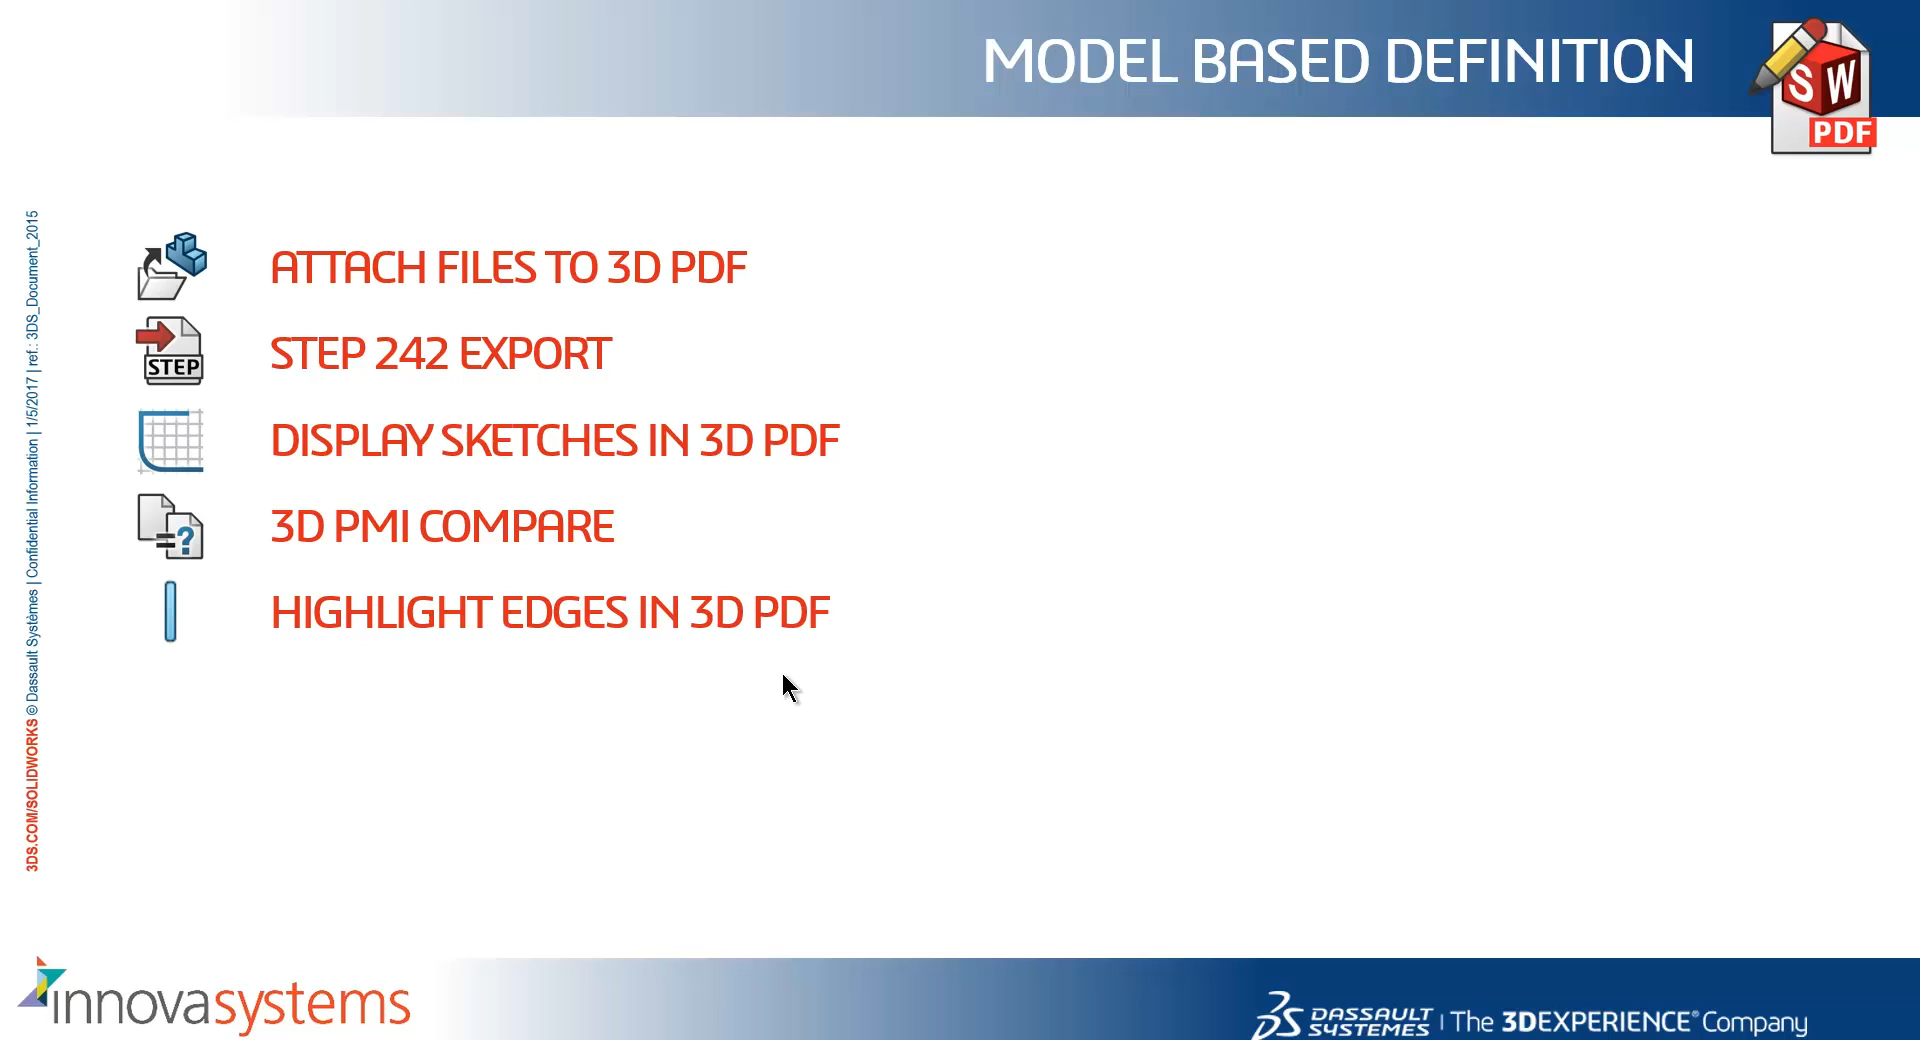 MODEL BASED DEFINITION
S W
PDF
ATTACH FILES TO 3D PDF
STEP
STEP 242 EXPORT
DISPLAY SKETCHES IN 3D PDF
=?
3D PMI COMPARE
HIGHLIGHT EDGES IN 3D PDF
3DS.COM/SOLIDWORKS © Dassault Systèmes | Confidential Information | 1/5/2017 | ref.: 3DS_Document_2015
innovasystems
3DS DASSAULT SYSTEMES | The 3DEXPERIENCE® Company